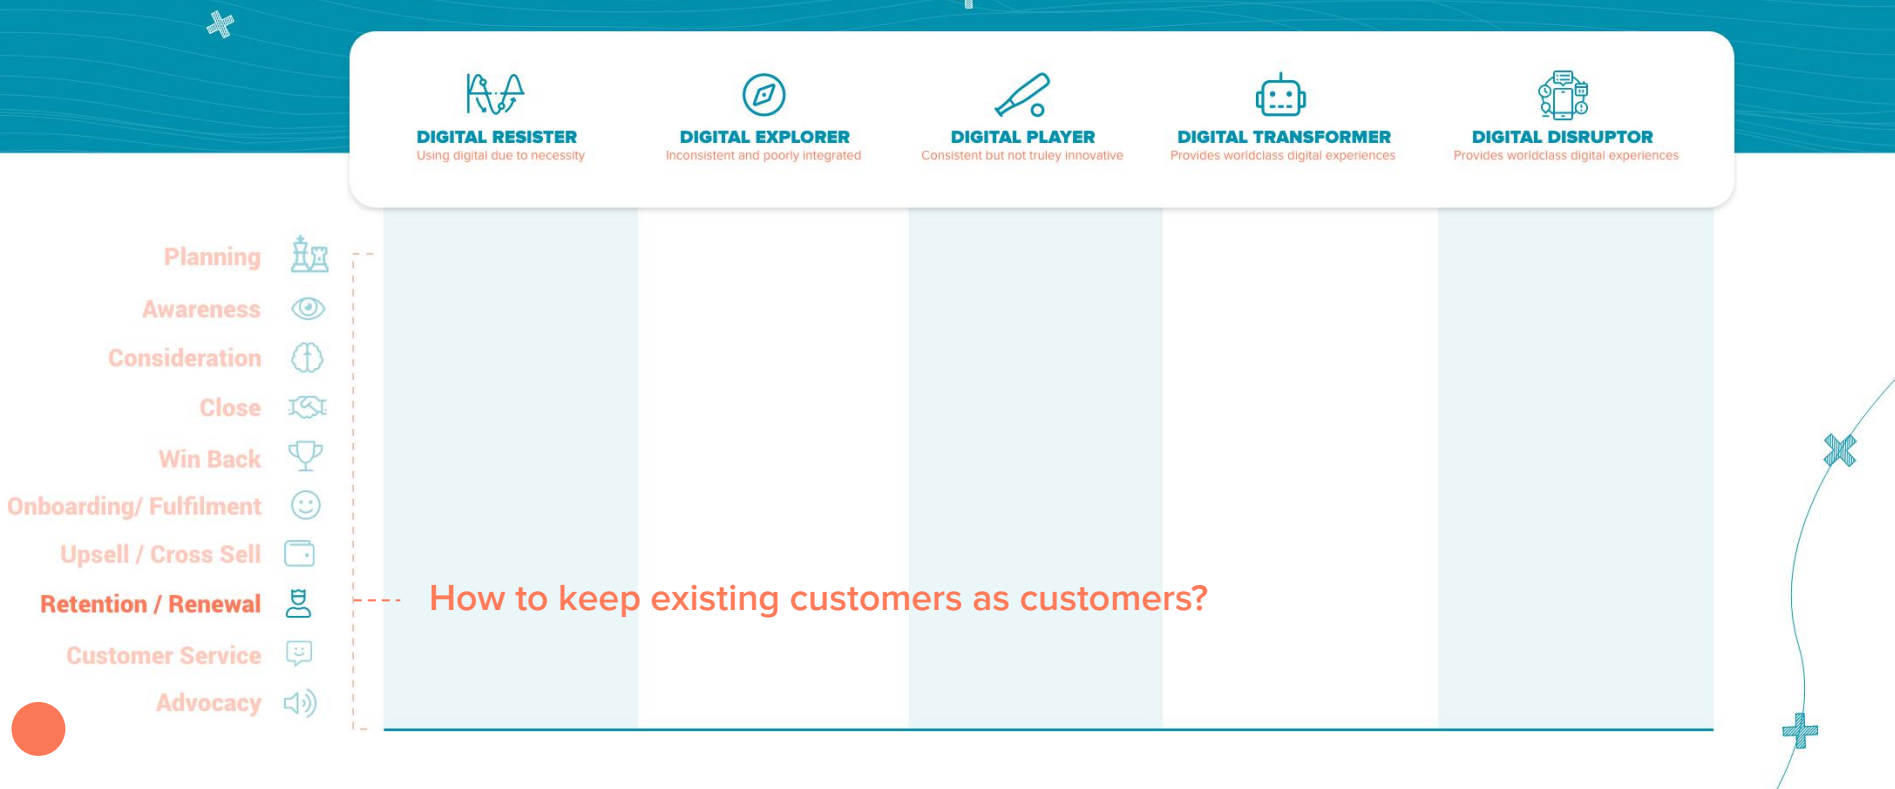 DIGITAL RESISTER
Using digital due to necessity
DIGITAL EXPLORER
Inconsistent and poorly integrated
DIGITAL PLAYER
Consistent but not truley innovative
DIGITAL TRANSFORMER
Provides worldclass digital experiences
DIGITAL DISRUPTOR
Provides worldclass digital experiences
Planning
Awareness
Consideration
Close
Win Back
Onboarding/ Fulfilment
Upsell / Cross Sell
Retention / Renewal
How to keep existing customers as customers?
Customer Service
Advocacy